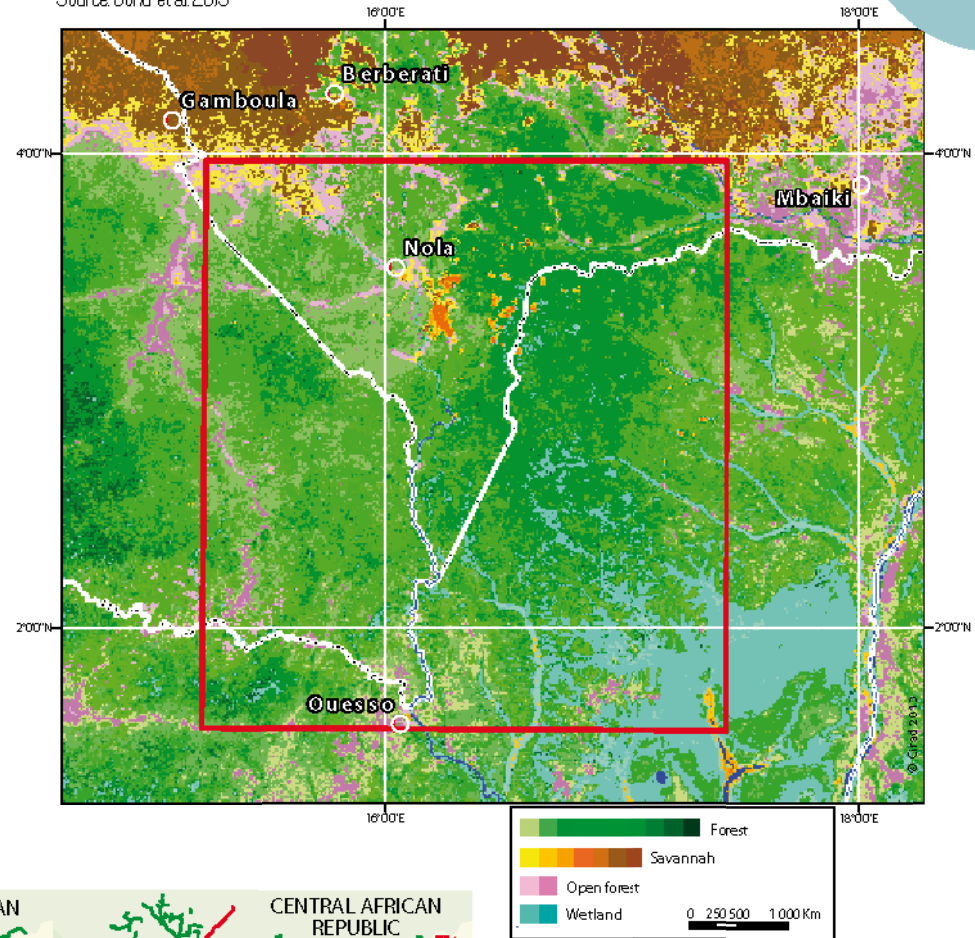 16°00'E 18°00'E
Berberati
Gamboula
4°00'N 4°00'N
Mbaiki
Nola
2°00'N 2°00'N
Ouesso
© Cirad 2013
16°00'E 18°00'E
Forest
Savannah
Open forest
Wetland
0 250 500 1 000 Km
AN
CENTRAL AFRICAN
REPUBLIC